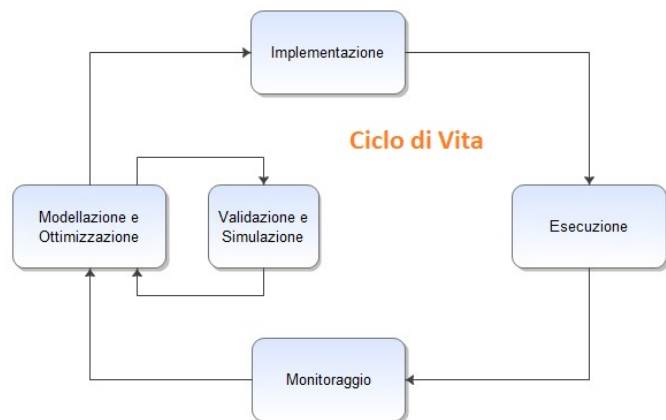 Implementazione
Ciclo di Vita
Modellazione e
Ottimizzazione
Validazione e
Simulazione
Esecuzione
Monitoraggio